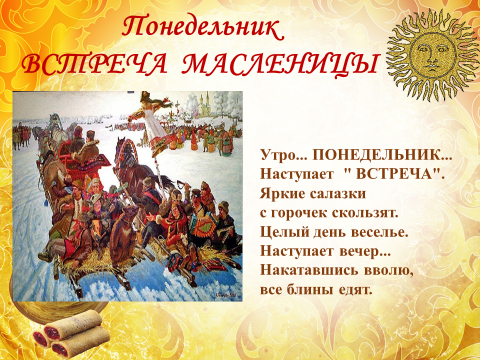 Понедельник
ВСТРЕЧА МАСЛЕНИЦЫ
Утро... ПОНЕДЕЛЬНИК...
Наступает " ВСТРЕЧА".
Яркие салазки
с горочек скользят.
Целый день веселье.
Наступает вечер...
Накатавшись вволю,
все блины едят.